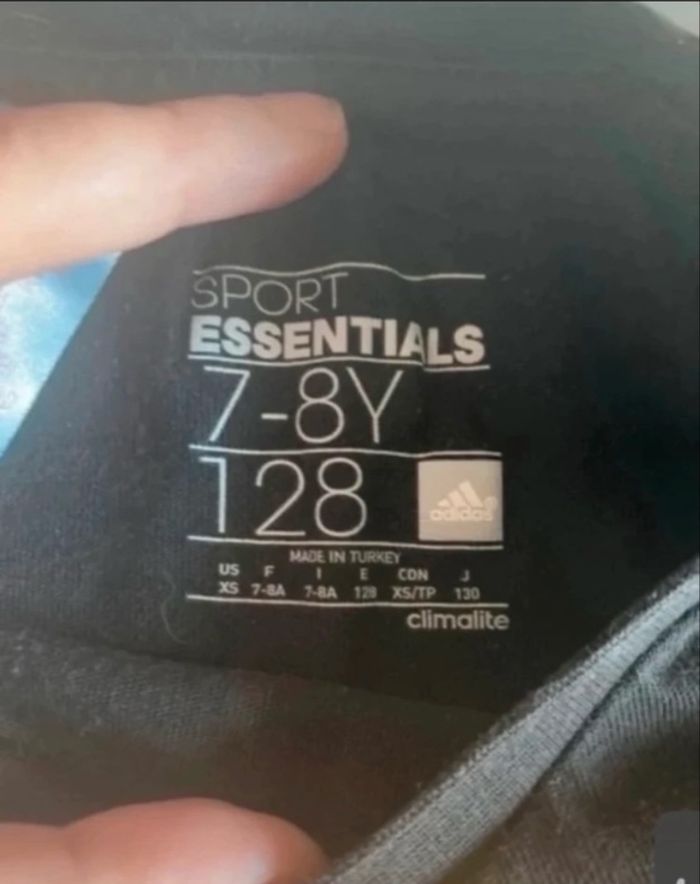 SPORT
ESSENTIALS
7-8Y
128
adidas®
MADE IN TURKEY
US F I E CON J
XS 7-8A 7-8A 128 XS/TP 130
climalite